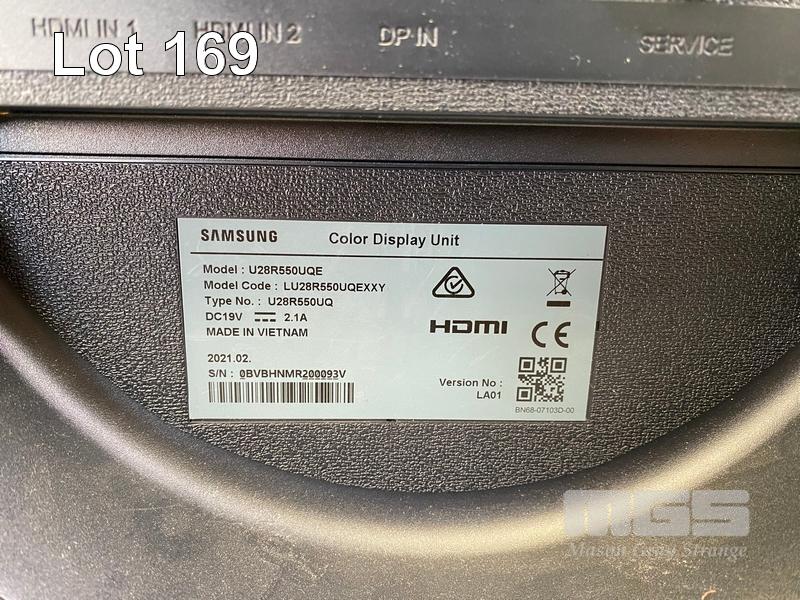 HDMI IN 1 HDMI IN 2 DP IN SERVICE
Lot 169
SAMSUNG Color Display Unit
Model : U28R550UQE
Model Code : LU28R550UQEXXY
Type No. : U28R550UQ
DC19V 2.1A
MADE IN VIETNAM
HDMI CE
2021.02.
S/N : 0BVBHNMR200093V
Version No :
LA01
BN68-07103D-00
MGS
Mason Gray Strange